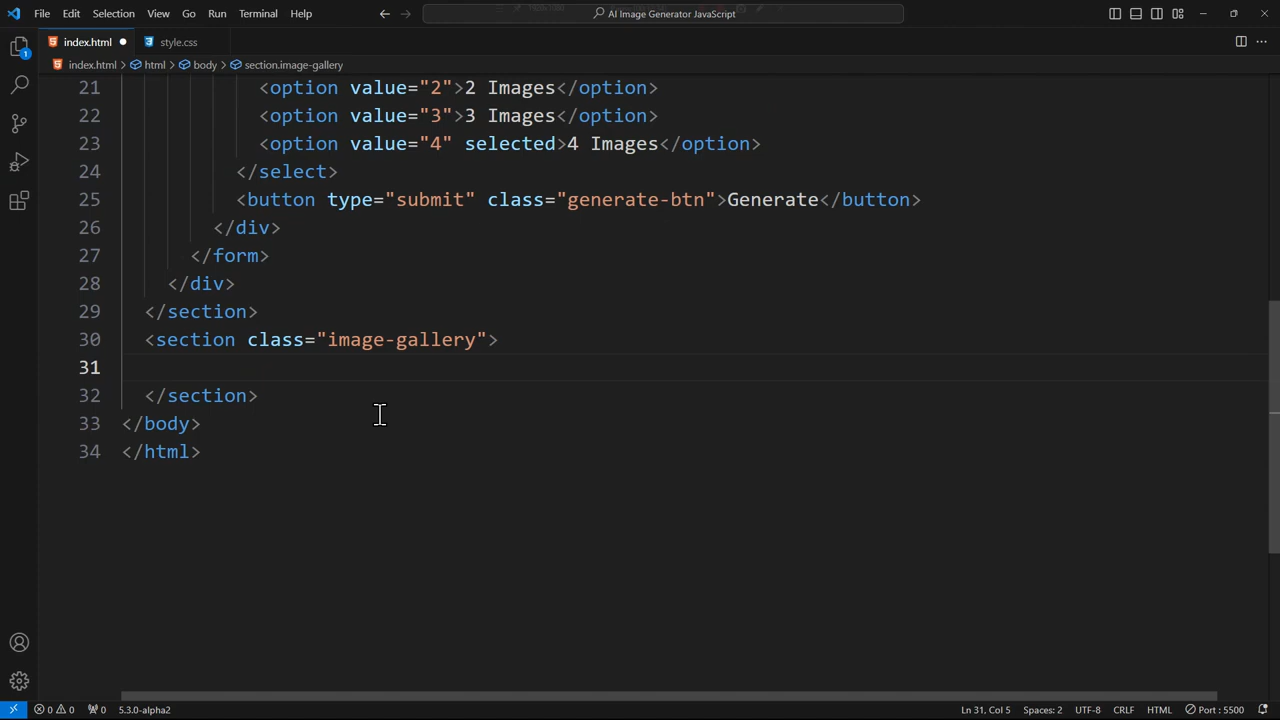 File Edit Selection View Go Run Terminal Help AI Image Generator JavaScript
index.html style.css
index.html > html > body > section.image-gallery
21 <option value="2">2 Images</option>
22 <option value="3">3 Images</option>
23 <option value="4" selected>4 Images</option>
24 </select>
25 <button type="submit" class="generate-btn">Generate</button>
26 </div>
27 </form>
28 </div>
29 </section>
30 <section class="image-gallery">
31
32 </section>
33 </body>
34 </html>
1
0 0 0 5.3.0-alpha2 Ln 31, Col 5 Spaces: 2 UTF-8 CRLF HTML Port : 5500